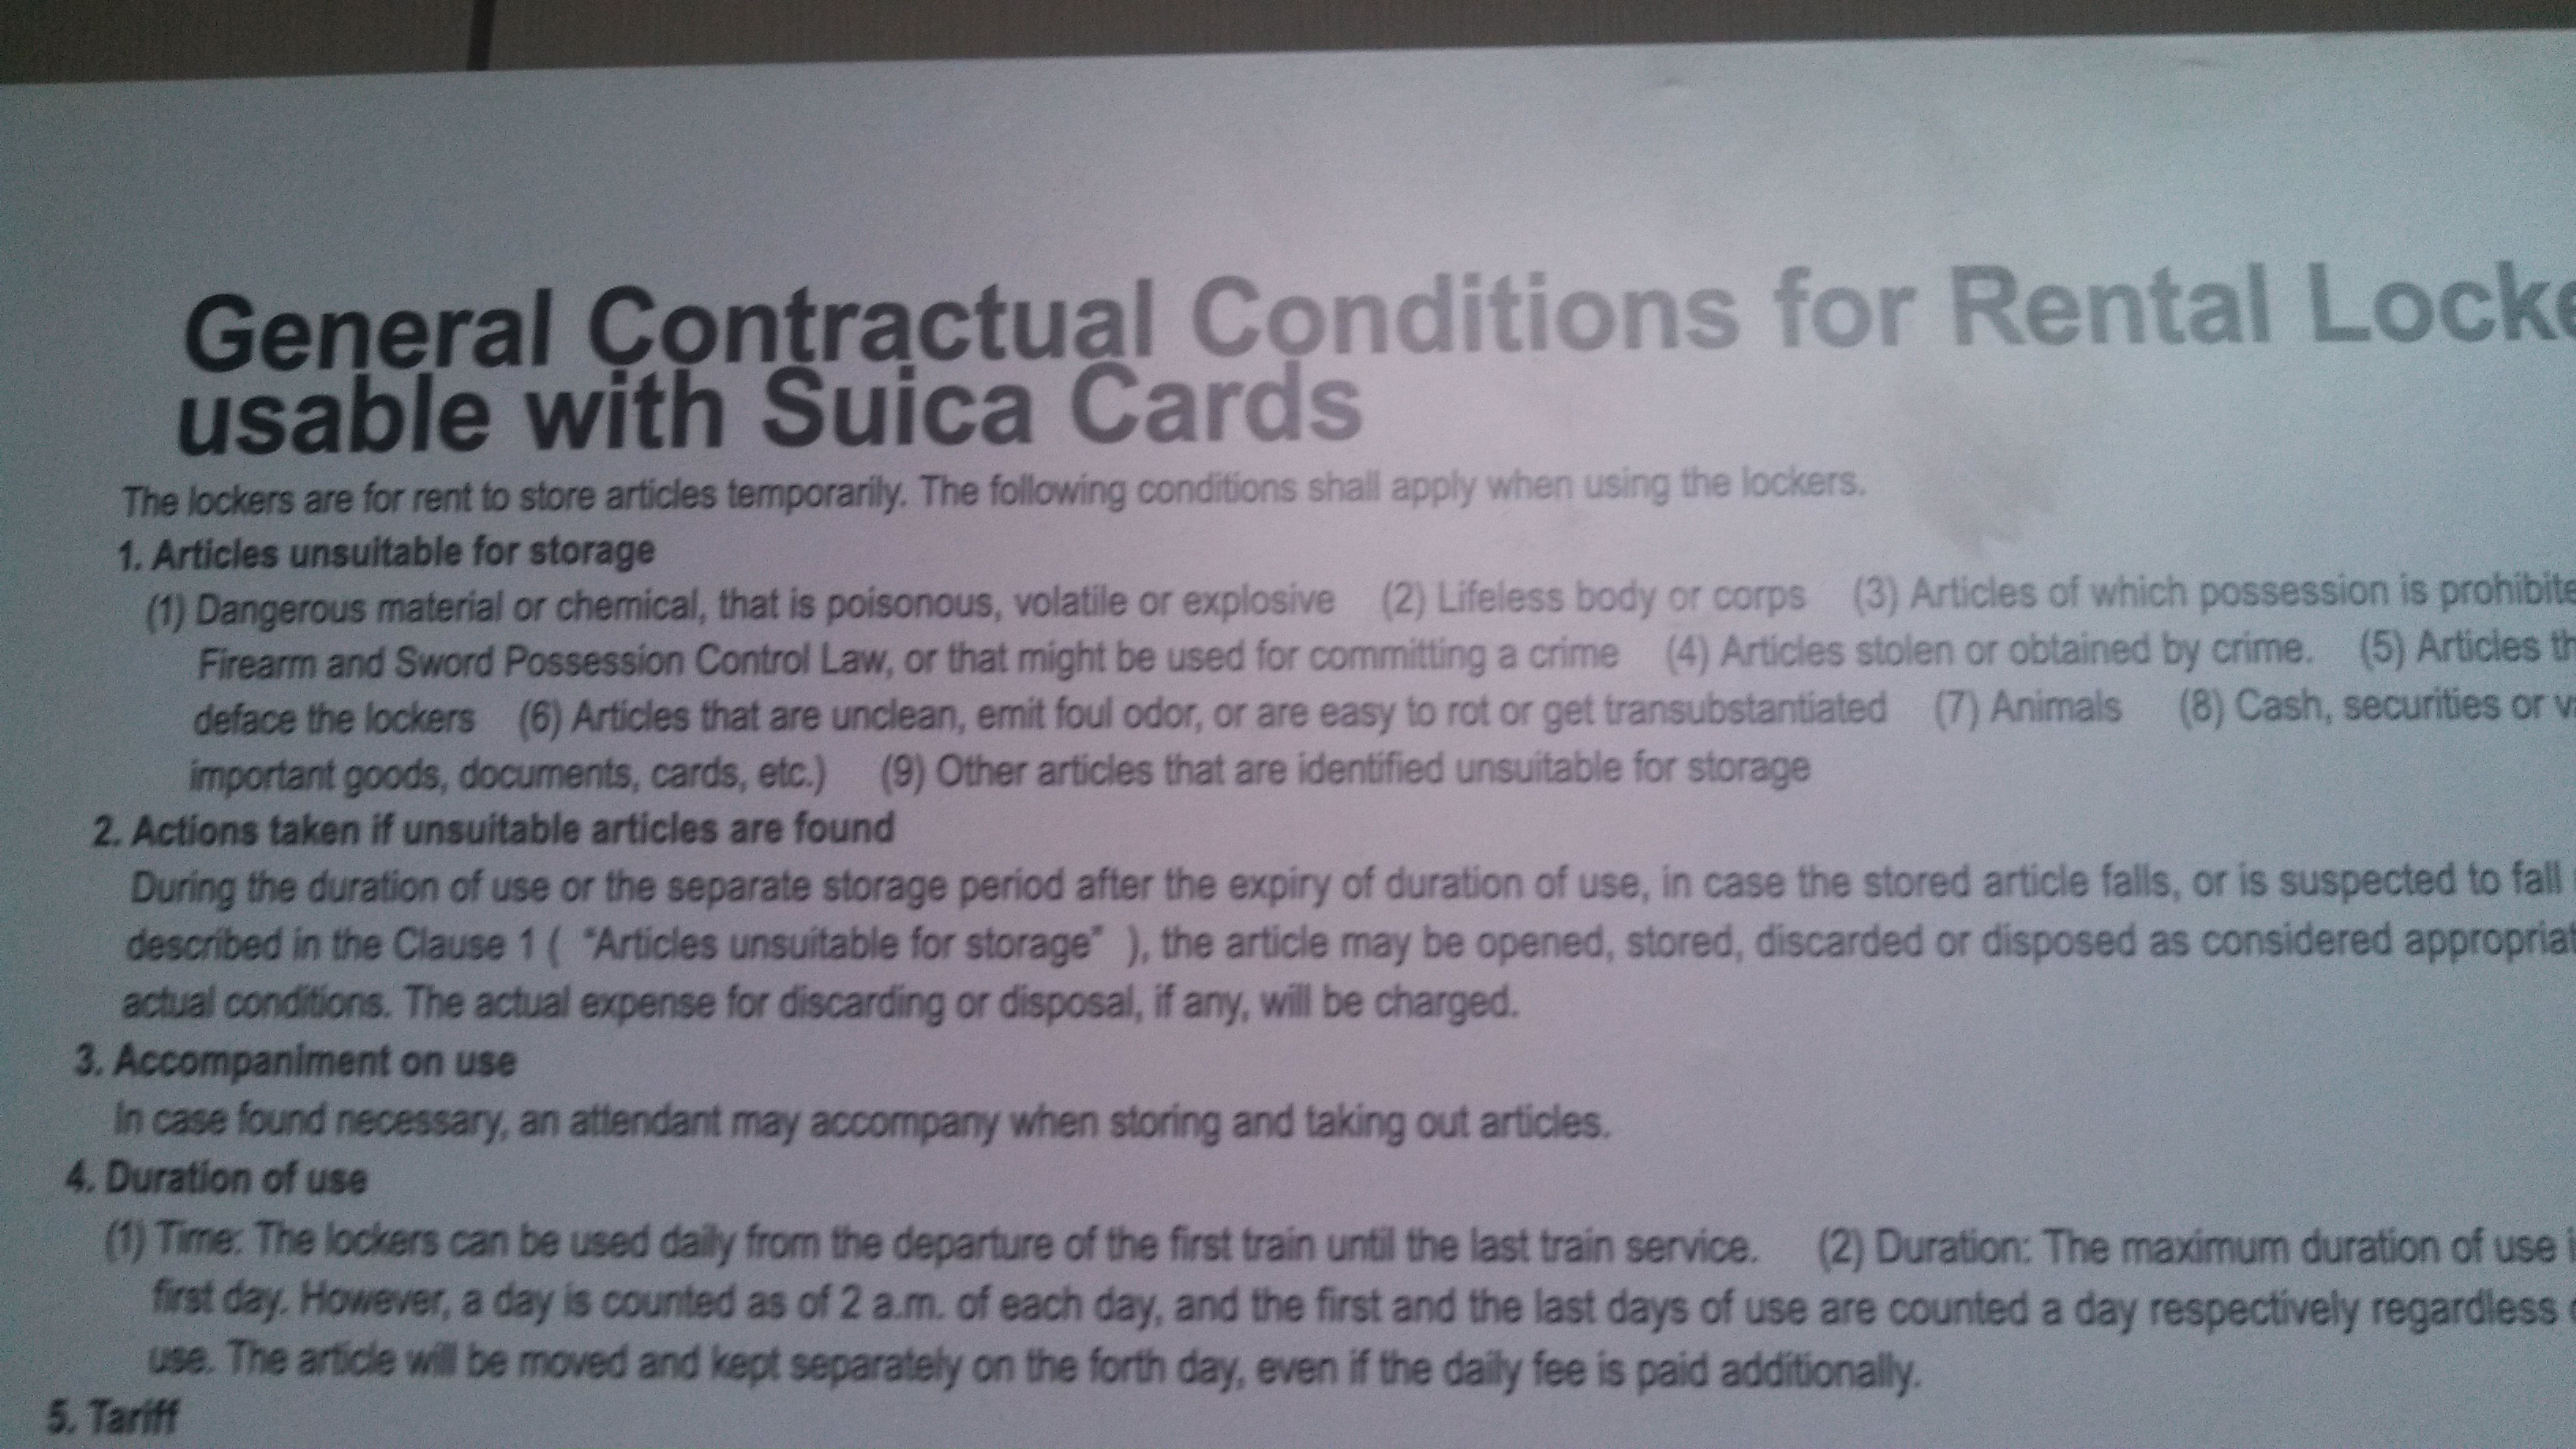 General Contractual Conditions for Rental Locke
usable with Suica Cards
The lockers are for rent to store articles temporarily. The following conditions shall apply when using the lockers.
1. Articles unsuitable for storage
(1) Dangerous material or chemical, that is poisonous, volatile or explosive (2) Lifeless body or corps (3) Articles of which possession is prohibite
Firearm and Sword Possession Control Law, or that might be used for committing a crime (4) Articles stolen or obtained by crime. (5) Articles th
deface the lockers (6) Articles that are unclean, emit foul odor, or are easy to rot or get transubstantiated (7) Animals (8) Cash, securities or v
important goods, documents, cards, etc.) (9) Other articles that are identified unsuitable for storage
2. Actions taken if unsuitable articles are found
During the duration of use or the separate storage period after the expiry of duration of use, in case the stored article falls, or is suspected to fall
described in the Clause 1 ( "Articles unsuitable for storage" ), the article may be opened, stored, discarded or disposed as considered appropriat
actual conditions. The actual expense for discarding or disposal, if any, will be charged.
3. Accompaniment on use
In case found necessary, an attendant may accompany when storing and taking out articles.
4. Duration of use
(1) Time: The lockers can be used daily from the departure of the first train until the last train service. (2) Duration: The maximum duration of use i
first day. However, a day is counted as of 2 a.m. of each day, and the first and the last days of use are counted a day respectively regardless
use. The article will be moved and kept separately on the forth day, even if the daily fee is paid additionally.
5. Tariff